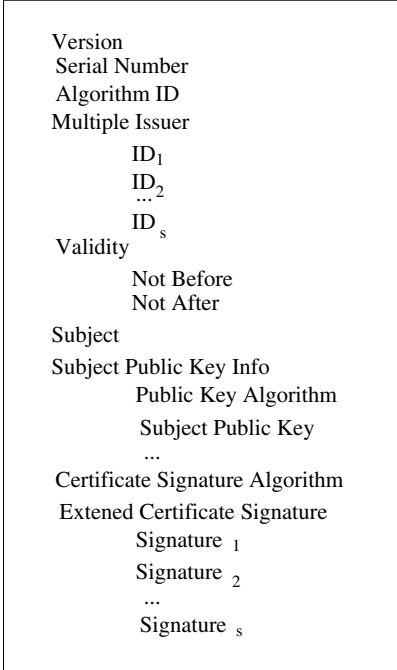 Version
Serial Number
Algorithm ID
Multiple Issuer
ID1
ID2
...
IDs
Validity
Not Before
Not After
Subject
Subject Public Key Info
Public Key Algorithm
Subject Public Key
...
Certificate Signature Algorithm
Extened Certificate Signature
Signature 1
Signature 2
...
Signature s